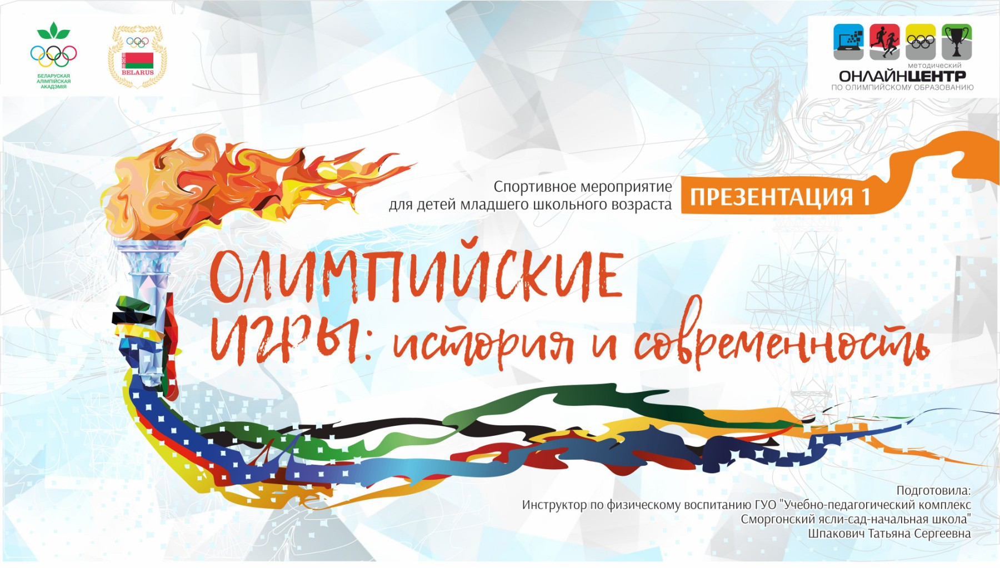 БЕЛАРУСКАЯ
АЛІМПІЙСКАЯ
АКАДЭМІЯ
BELARUS
МЕТОДИЧЕСКИЙ
ОНЛАЙНЦЕНТР
ПО ОЛИМПИЙСКОМУ ОБРАЗОВАНИЮ
Спортивное мероприятие
для детей младшего школьного возраста
ПРЕЗЕНТАЦИЯ 1
ОЛИМПИЙСКИЕ
ИГРЫ: история и современность
Подготовила:
Инструктор по физическому воспитанию ГУО "Учебно-педагогический комплекс
Сморгонский ясли-сад-начальная школа"
Шпакович Татьяна Сергеевна